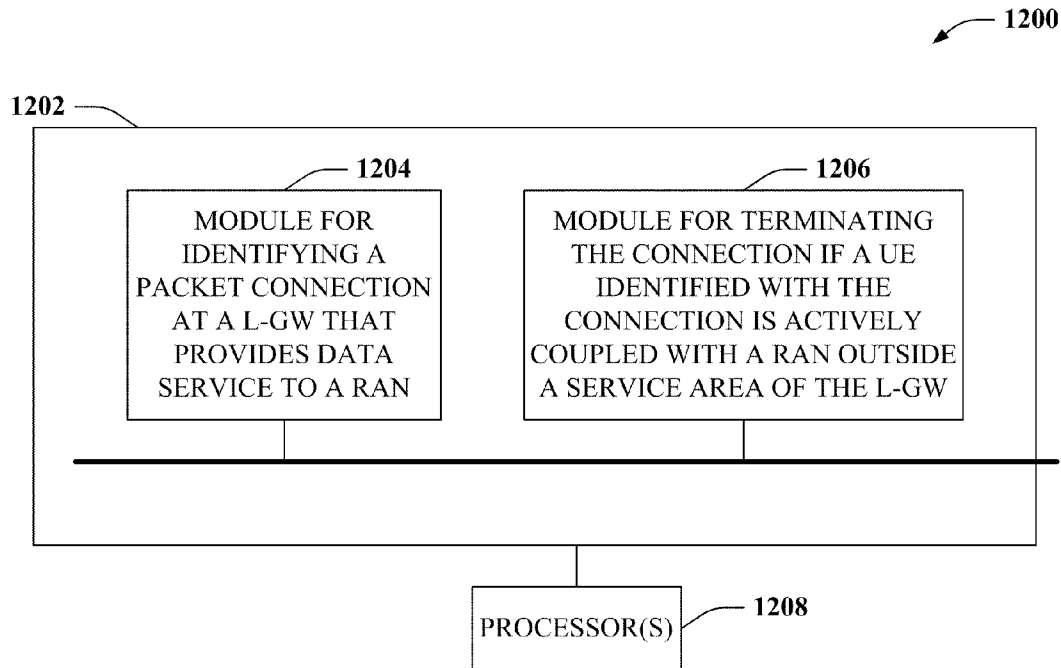 1200
1202
1204
MODULE FOR
IDENTIFYING A
PACKET CONNECTION
AT A L-GW THAT
PROVIDES DATA
SERVICE TO A RAN
1206
MODULE FOR TERMINATING
THE CONNECTION IF A UE
IDENTIFIED WITH THE
CONNECTION IS ACTIVELY
COUPLED WITH A RAN OUTSIDE
A SERVICE AREA OF THE L-GW
1208
PROCESSOR(S)